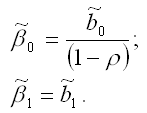 β̃₀ = b̃₀ / (1 − ρ) ;
β̃₁ = b̃₁ .